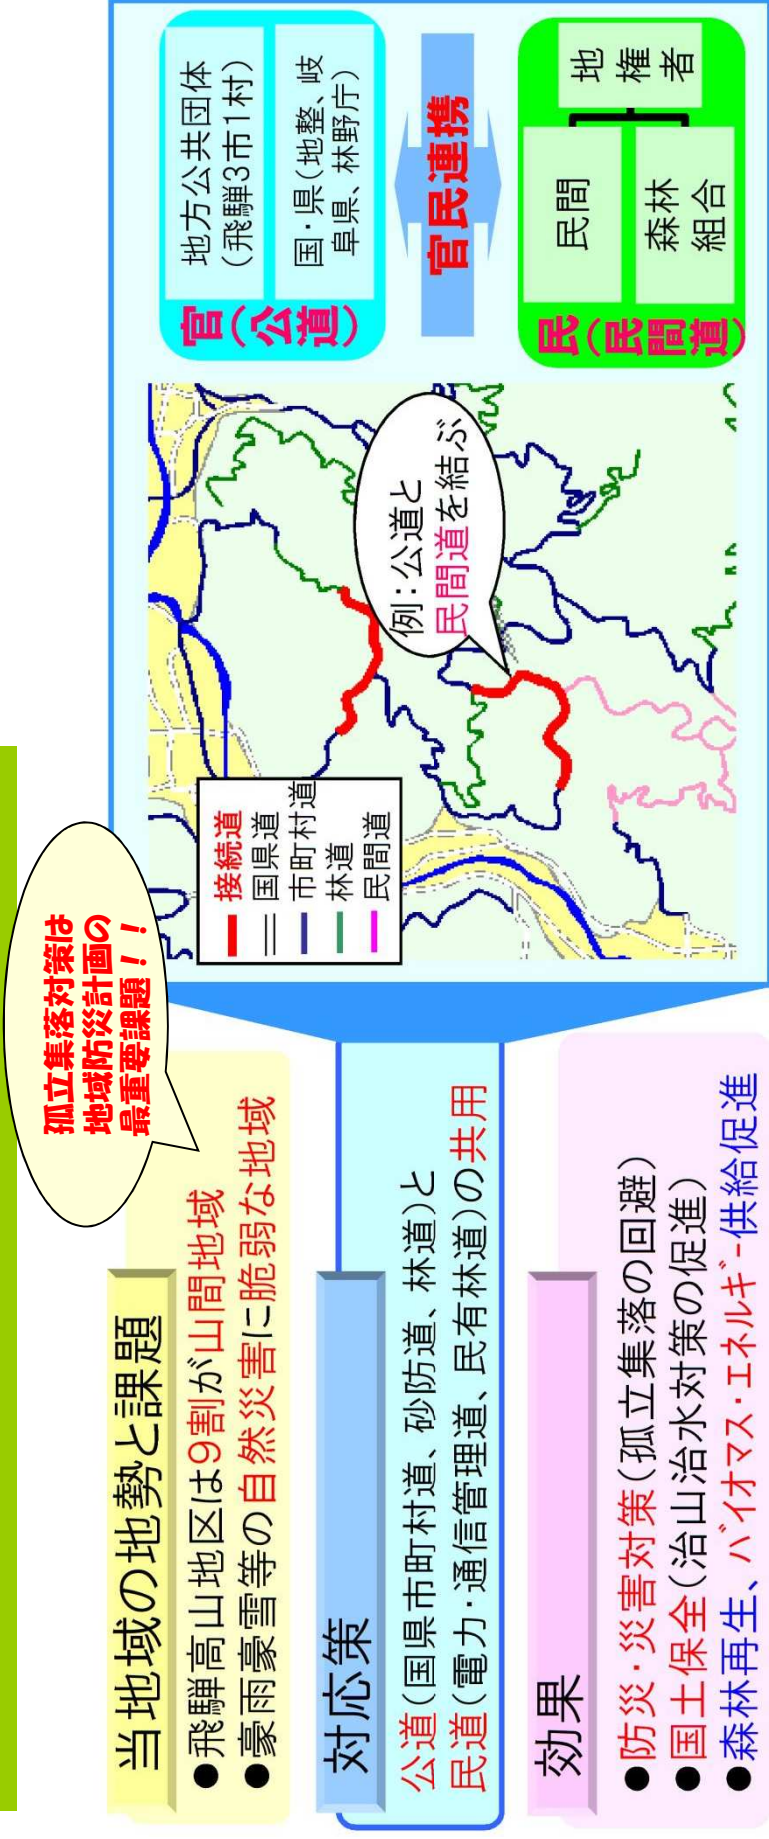 孤立集落対策は
地域防災計画の
最重要課題！！
当地域の地勢と課題
●飛騨高山地区は9割が山間地域
●豪雨豪雪等の自然災害に脆弱な地域
対応策
公道(国県市町村道、砂防道、林道)と
民道(電力･通信管理道、民有林道)の共用
効果
●防災･災害対策(孤立集落の回避)
●国土保全(治山治水対策の促進)
●森林再生、バイオマス･エネルギｰ供給促進
接続道
国県道
市町村道
林道
民間道
例：公道と
民間道を結ぶ
官(公道)
地方公共団体
(飛騨3市1村)
国･県(地整、岐
阜県、林野庁)
官民連携
民(民間道)
民間
森林
組合
地
権
者